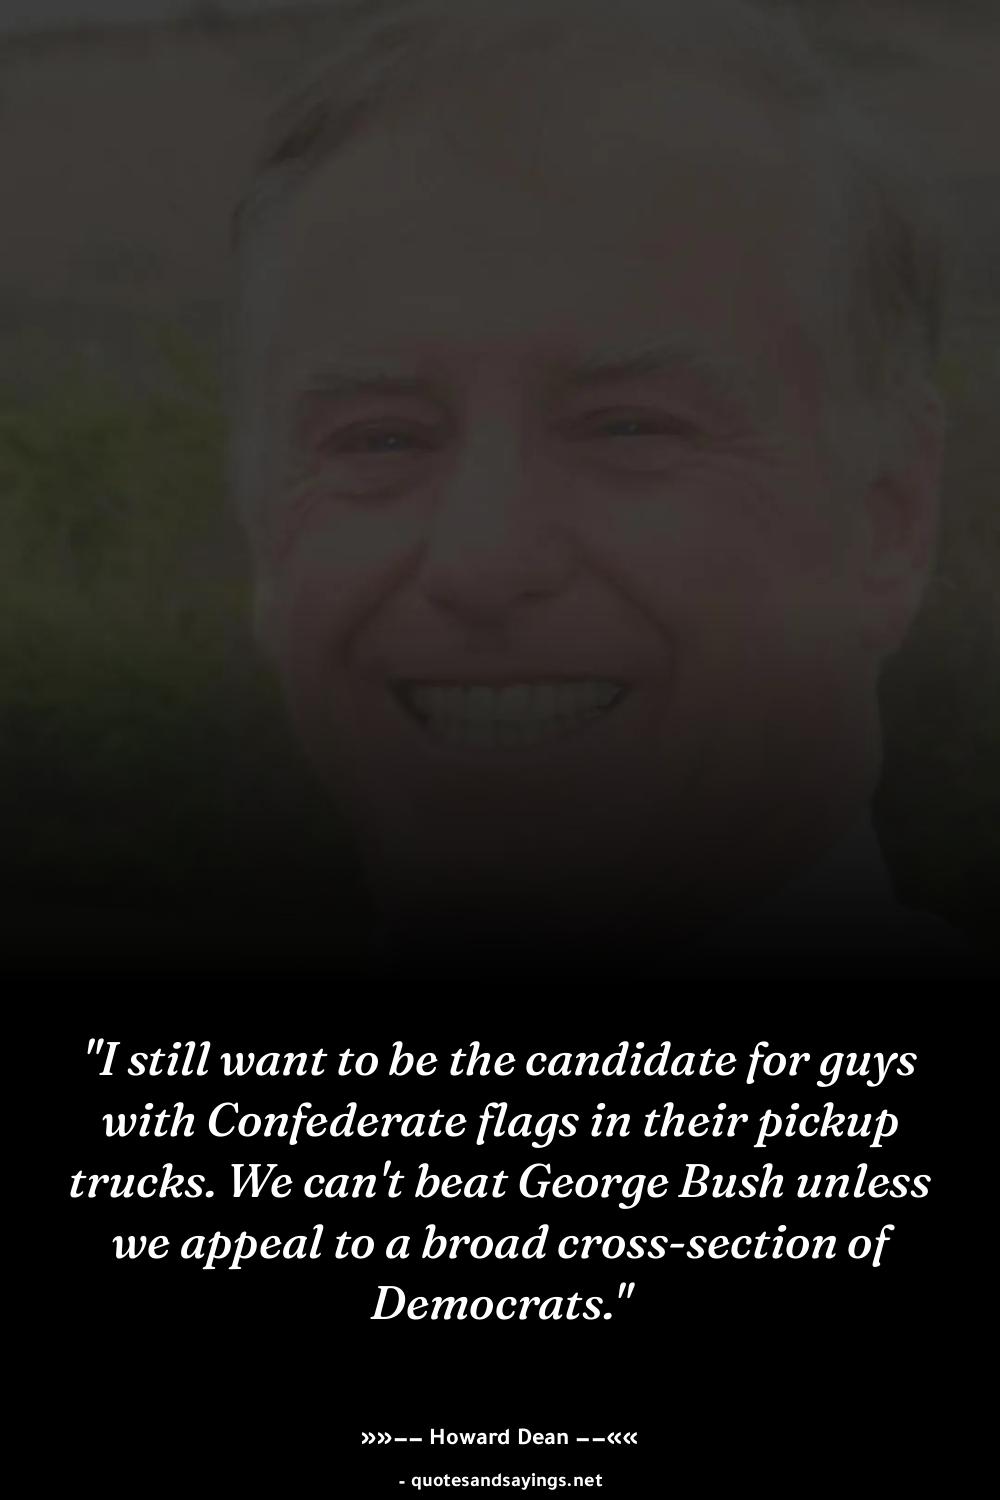 "I still want to be the candidate for guys
with Confederate flags in their pickup
trucks. We can't beat George Bush unless
we appeal to a broad cross-section of
Democrats."
»»−− Howard Dean −−««
- quotesandsayings.net